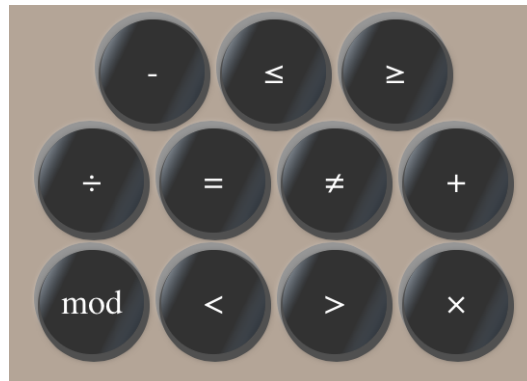 - ≤ ≥
÷ = ≠ +
mod < > ×